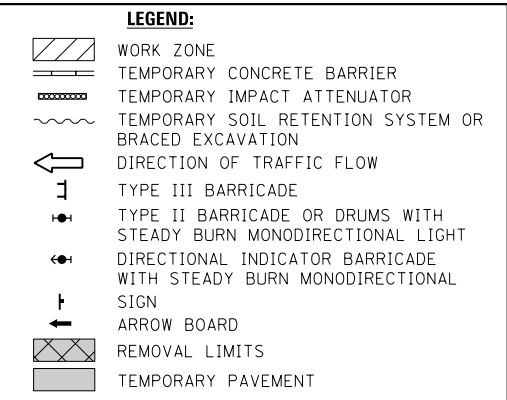 LEGEND:
WORK ZONE
TEMPORARY CONCRETE BARRIER
TEMPORARY IMPACT ATTENUATOR
TEMPORARY SOIL RETENTION SYSTEM OR
BRACED EXCAVATION
DIRECTION OF TRAFFIC FLOW
TYPE III BARRICADE
TYPE II BARRICADE OR DRUMS WITH
STEADY BURN MONODIRECTIONAL LIGHT
DIRECTIONAL INDICATOR BARRICADE
WITH STEADY BURN MONODIRECTIONAL
SIGN
ARROW BOARD
REMOVAL LIMITS
TEMPORARY PAVEMENT